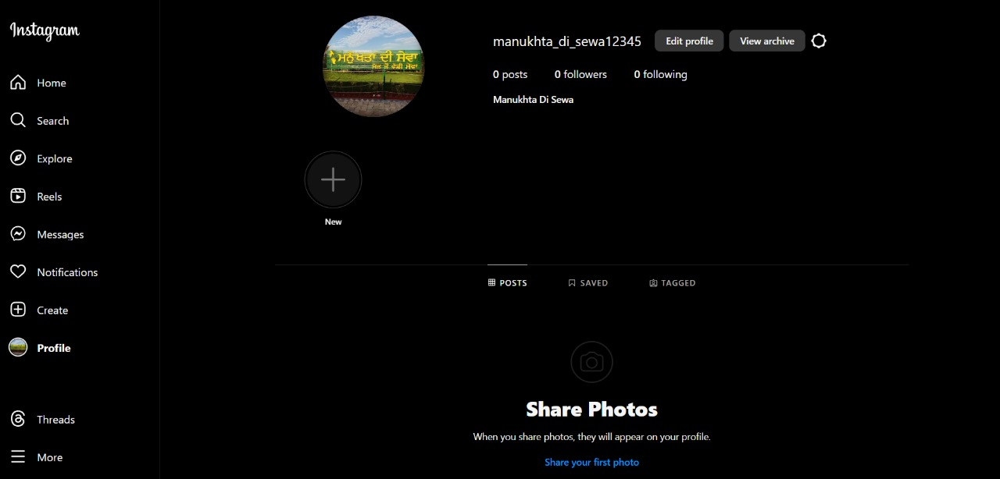 Instagram
Home
Search
Explore
Reels
Messages
Notifications
Create
Profile
Threads
More
ਮਨੁੱਖਤਾ ਦੀ ਸੇਵਾ
ਸਭ ਤੋਂ ਵੱਡੀ ਸੇਵਾ
manukhta_di_sewa12345 Edit profile View archive
0 posts 0 followers 0 following
Manukhta Di Sewa
New
POSTS SAVED TAGGED
Share Photos
When you share photos, they will appear on your profile.
Share your first photo